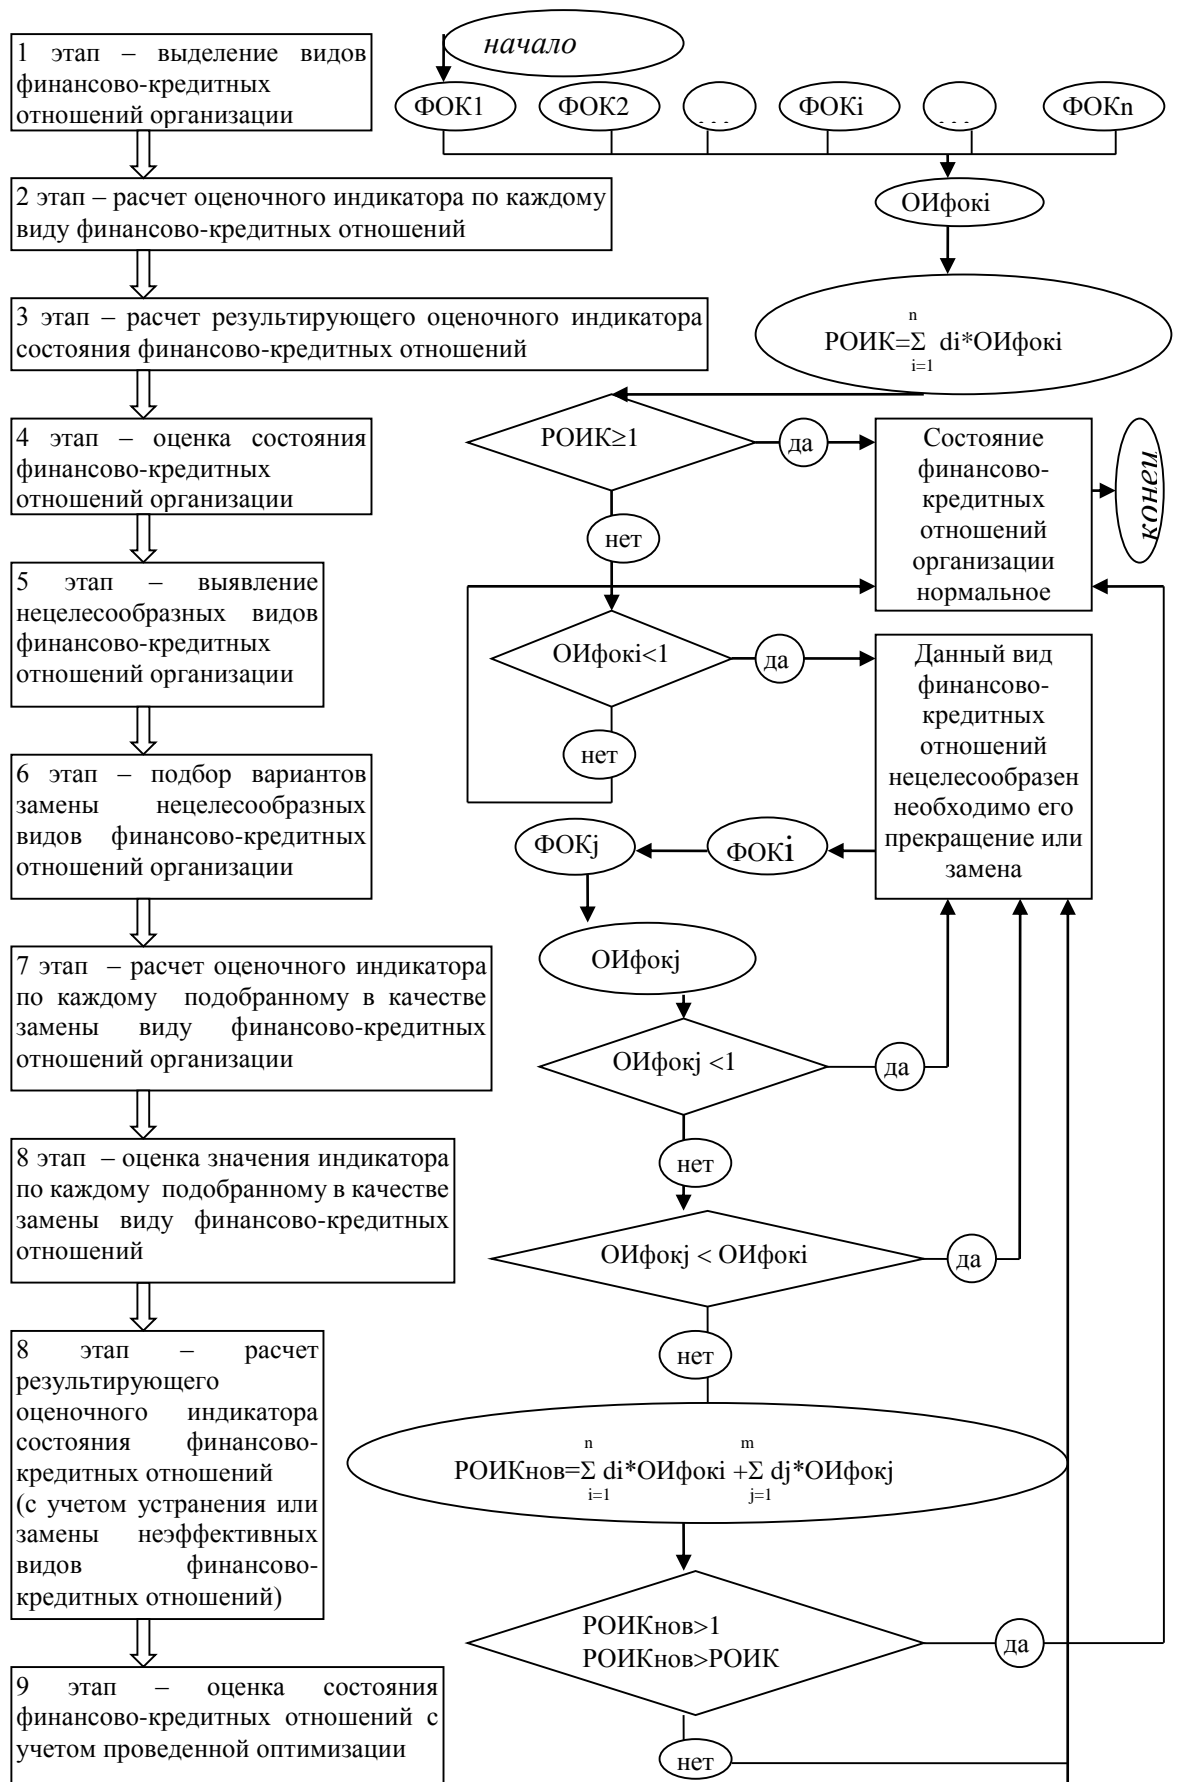 1 этап – выделение видов
финансово-кредитных
отношений организации
2 этап – расчет оценочного индикатора по каждому
виду финансово-кредитных отношений
3 этап – расчет результирующего оценочного индикатора
состояния финансово-кредитных отношений
4 этап – оценка состояния
финансово-кредитных
отношений организации
5 этап – выявление
нецелесообразных видов
финансово-кредитных
отношений организации
6 этап – подбор вариантов
замены нецелесообразных
видов финансово-кредитных
отношений организации
7 этап – расчет оценочного индикатора
по каждому подобранному в качестве
замены виду финансово-кредитных
отношений организации
8 этап – оценка значения индикатора
по каждому подобранному в качестве
замены виду финансово-кредитных
отношений
8 этап – расчет
результирующего
оценочного индикатора
состояния финансово-
кредитных отношений
(с учетом устранения или
замены неэффективных
видов финансово-
кредитных отношений)
9 этап – оценка состояния
финансово-кредитных отношений с
учетом проведенной оптимизации
начало
ФОК1
ФОК2
...
ФОКi
...
ФОКn
ОИфокi
n
РОИК=Σ di*ОИфокi
i=1
РОИК≥1
да
Состояние
финансово-
кредитных
отношений
организации
нормальное
конец
нет
ОИфокi<1
да
Данный вид
финансово-
кредитных
отношений
нецелесообразен
необходимо его
прекращение или
замена
нет
ФОКj
ФОКi
ОИфокj
ОИфокj <1
да
нет
ОИфокj < ОИфокi
да
нет
n m
РОИКнов=Σ di*ОИфокi +Σ dj*ОИфокj
i=1 j=1
РОИКнов>1
РОИКнов>РОИК
да
нет